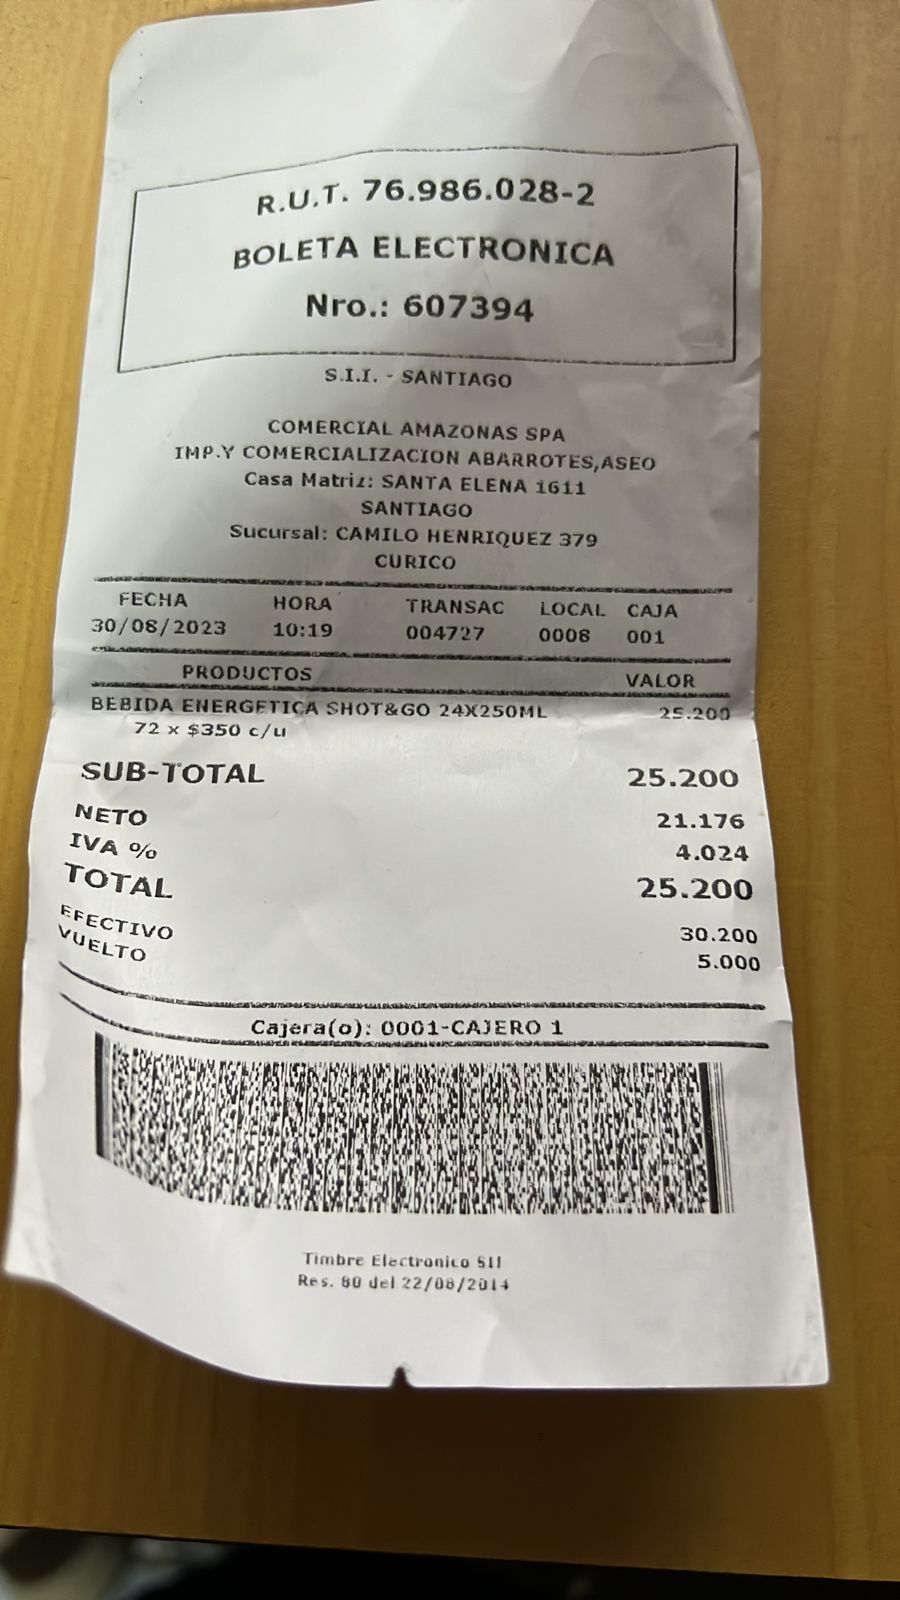 R.U.T. 76.986.028-2
BOLETA ELECTRONICA
Nro.: 607394
S.I.I. - SANTIAGO
COMERCIAL AMAZONAS SPA
IMP.Y COMERCIALIZACION ABARROTES,ASEO
Casa Matriz: SANTA ELENA 1611
SANTIAGO
Sucursal: CAMILO HENRIQUEZ 379
CURICO
FECHA HORA TRANSAC LOCAL CAJA
30/08/2023 10:19 004727 0008 001
PRODUCTOS VALOR
BEBIDA ENERGETICA SHOT&GO 24X250ML 25.200
72 x $350 c/u
SUB-TOTAL 25.200
NETO 21.176
IVA % 4.024
TOTAL 25.200
EFECTIVO 30.200
VUELTO 5.000
Cajera(o): 0001-CAJERO 1
Timbre Electronico SII
Res. 80 del 22/08/2014